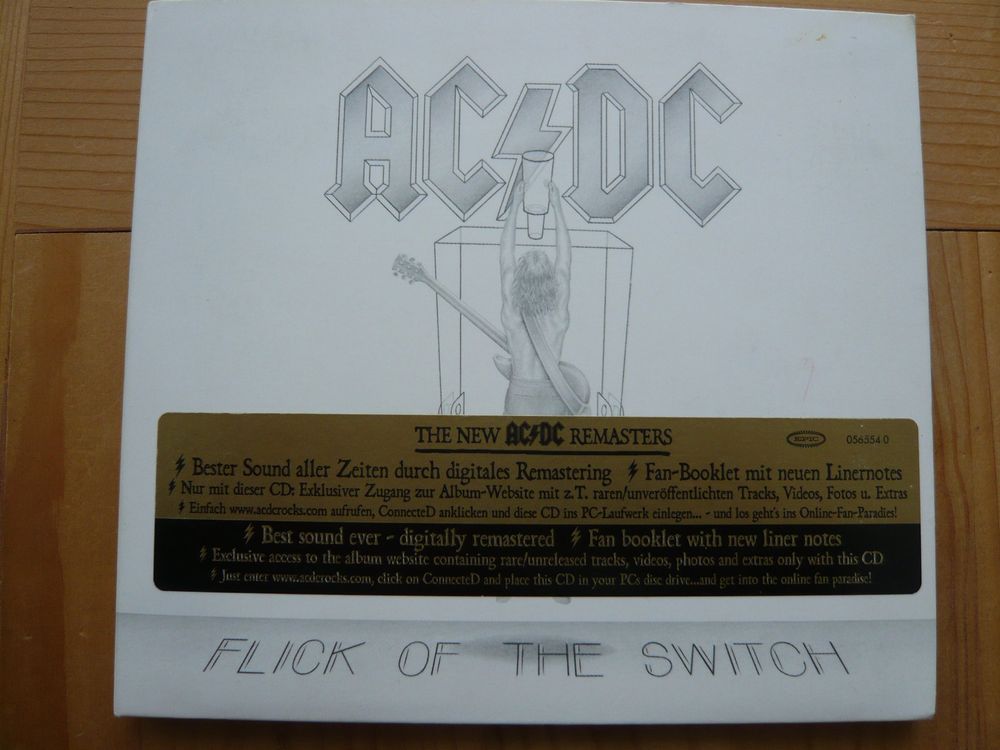 AC DC
THE NEW AC DC REMASTERS
EPIC
056554 0
Bester Sound aller Zeiten durch digitales Remastering Fan-Booklet mit neuen Linernotes
Nur mit dieser CD: Exklusiver Zugang zur Album-Website mit z.T. raren/unveröffentlichten Tracks, Videos, Fotos u. Extras
Einfach www.acdcrocks.com aufrufen, ConnecteD anklicken und diese CD ins PC-Laufwerk einlegen... - und los geht's ins Online-Fan-Paradies!
Best sound ever - digitally remastered Fan booklet with new liner notes
Exclusive access to the album website containing rare/unreleased tracks, videos, photos and extras only with this CD
Just enter www.acdcrocks.com, click on ConnecteD and place this CD in your PCs disc drive...and get into the online fan paradise!
FLICK OF THE SWITCH